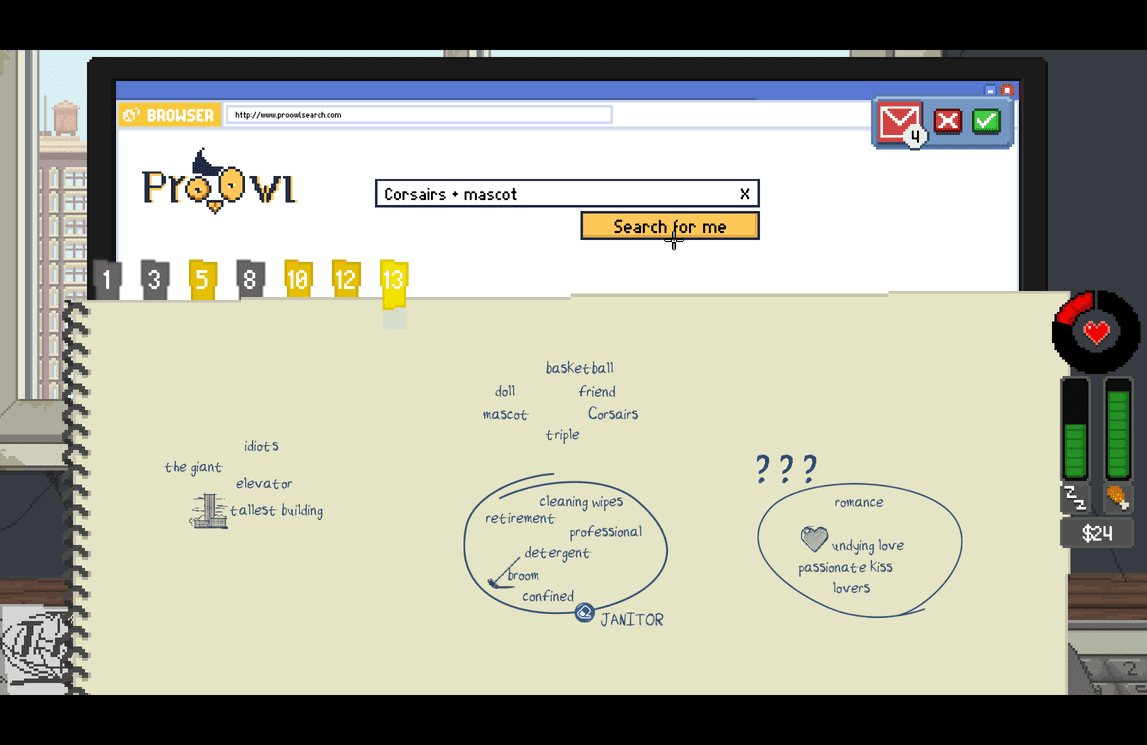 BROWSER
http://www.proowlsearch.com
4
PrOOwl
Corsairs + mascot X
Search for me
1 3 5 8 10 12 13
basketball
doll friend
mascot Corsairs
triple
idiots
the giant
elevator
tallest building
???
cleaning wipes
retirement
professional
detergent
broom
confined
JANITOR
romance
undying love
passionate kiss
lovers
$24